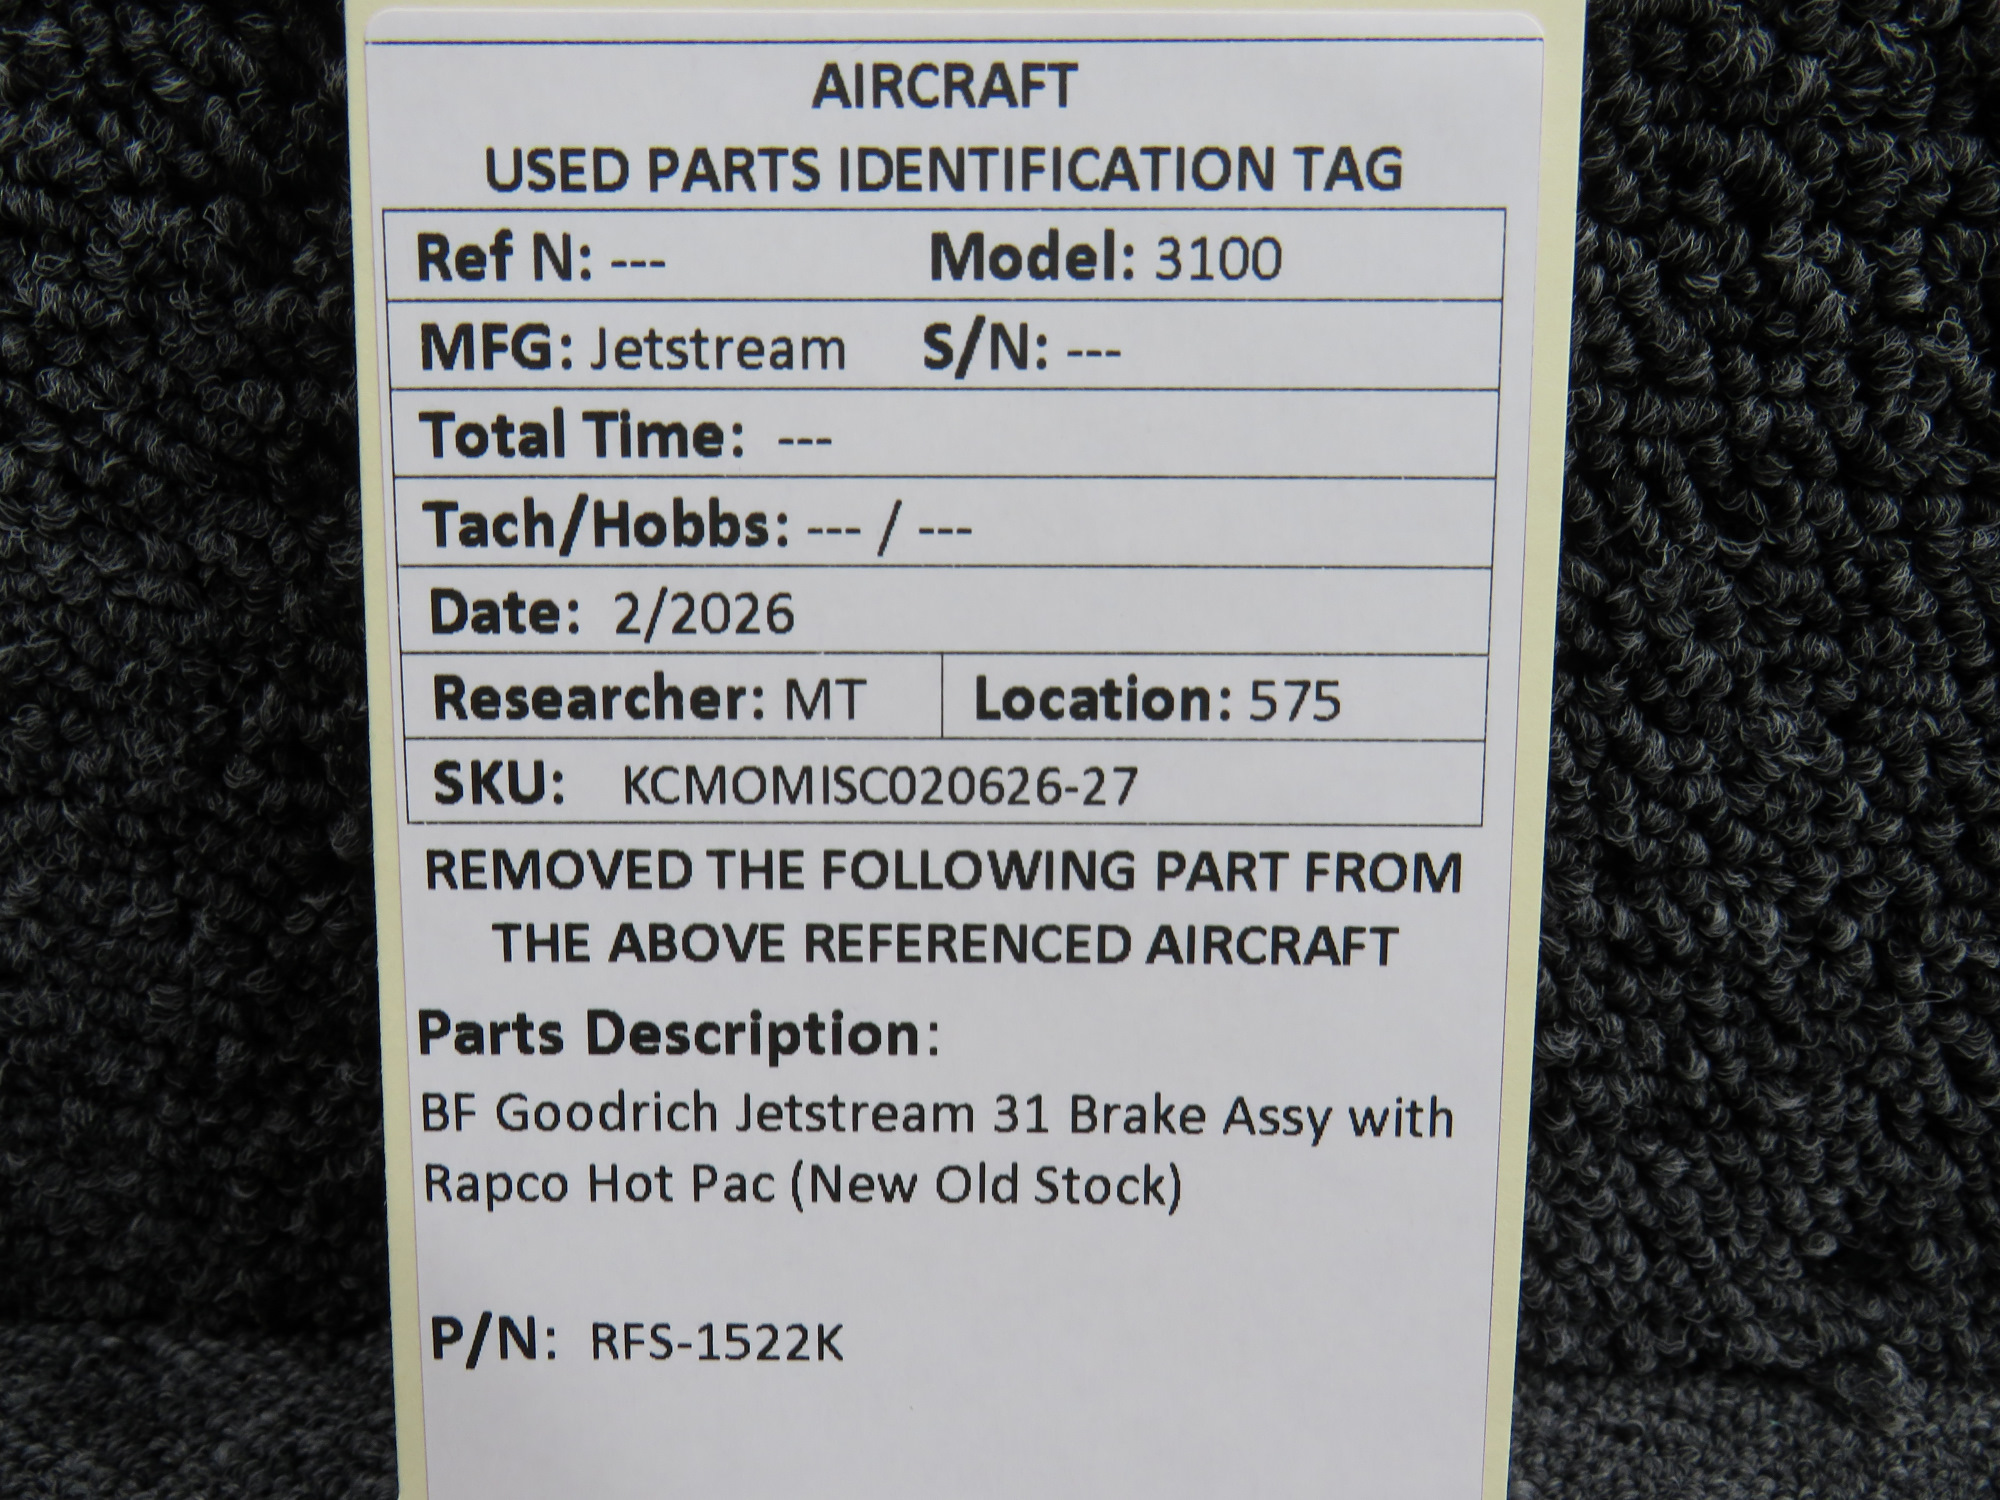 AIRCRAFT
USED PARTS IDENTIFICATION TAG
Ref N: --- Model: 3100
MFG: Jetstream S/N: ---
Total Time: ---
Tach/Hobbs: --- / ---
Date: 2/2026
Researcher: MT Location: 575
SKU: KCMOMISC020626-27
REMOVED THE FOLLOWING PART FROM
THE ABOVE REFERENCED AIRCRAFT
Parts Description:
BF Goodrich Jetstream 31 Brake Assy with
Rapco Hot Pac (New Old Stock)
P/N: RFS-1522K